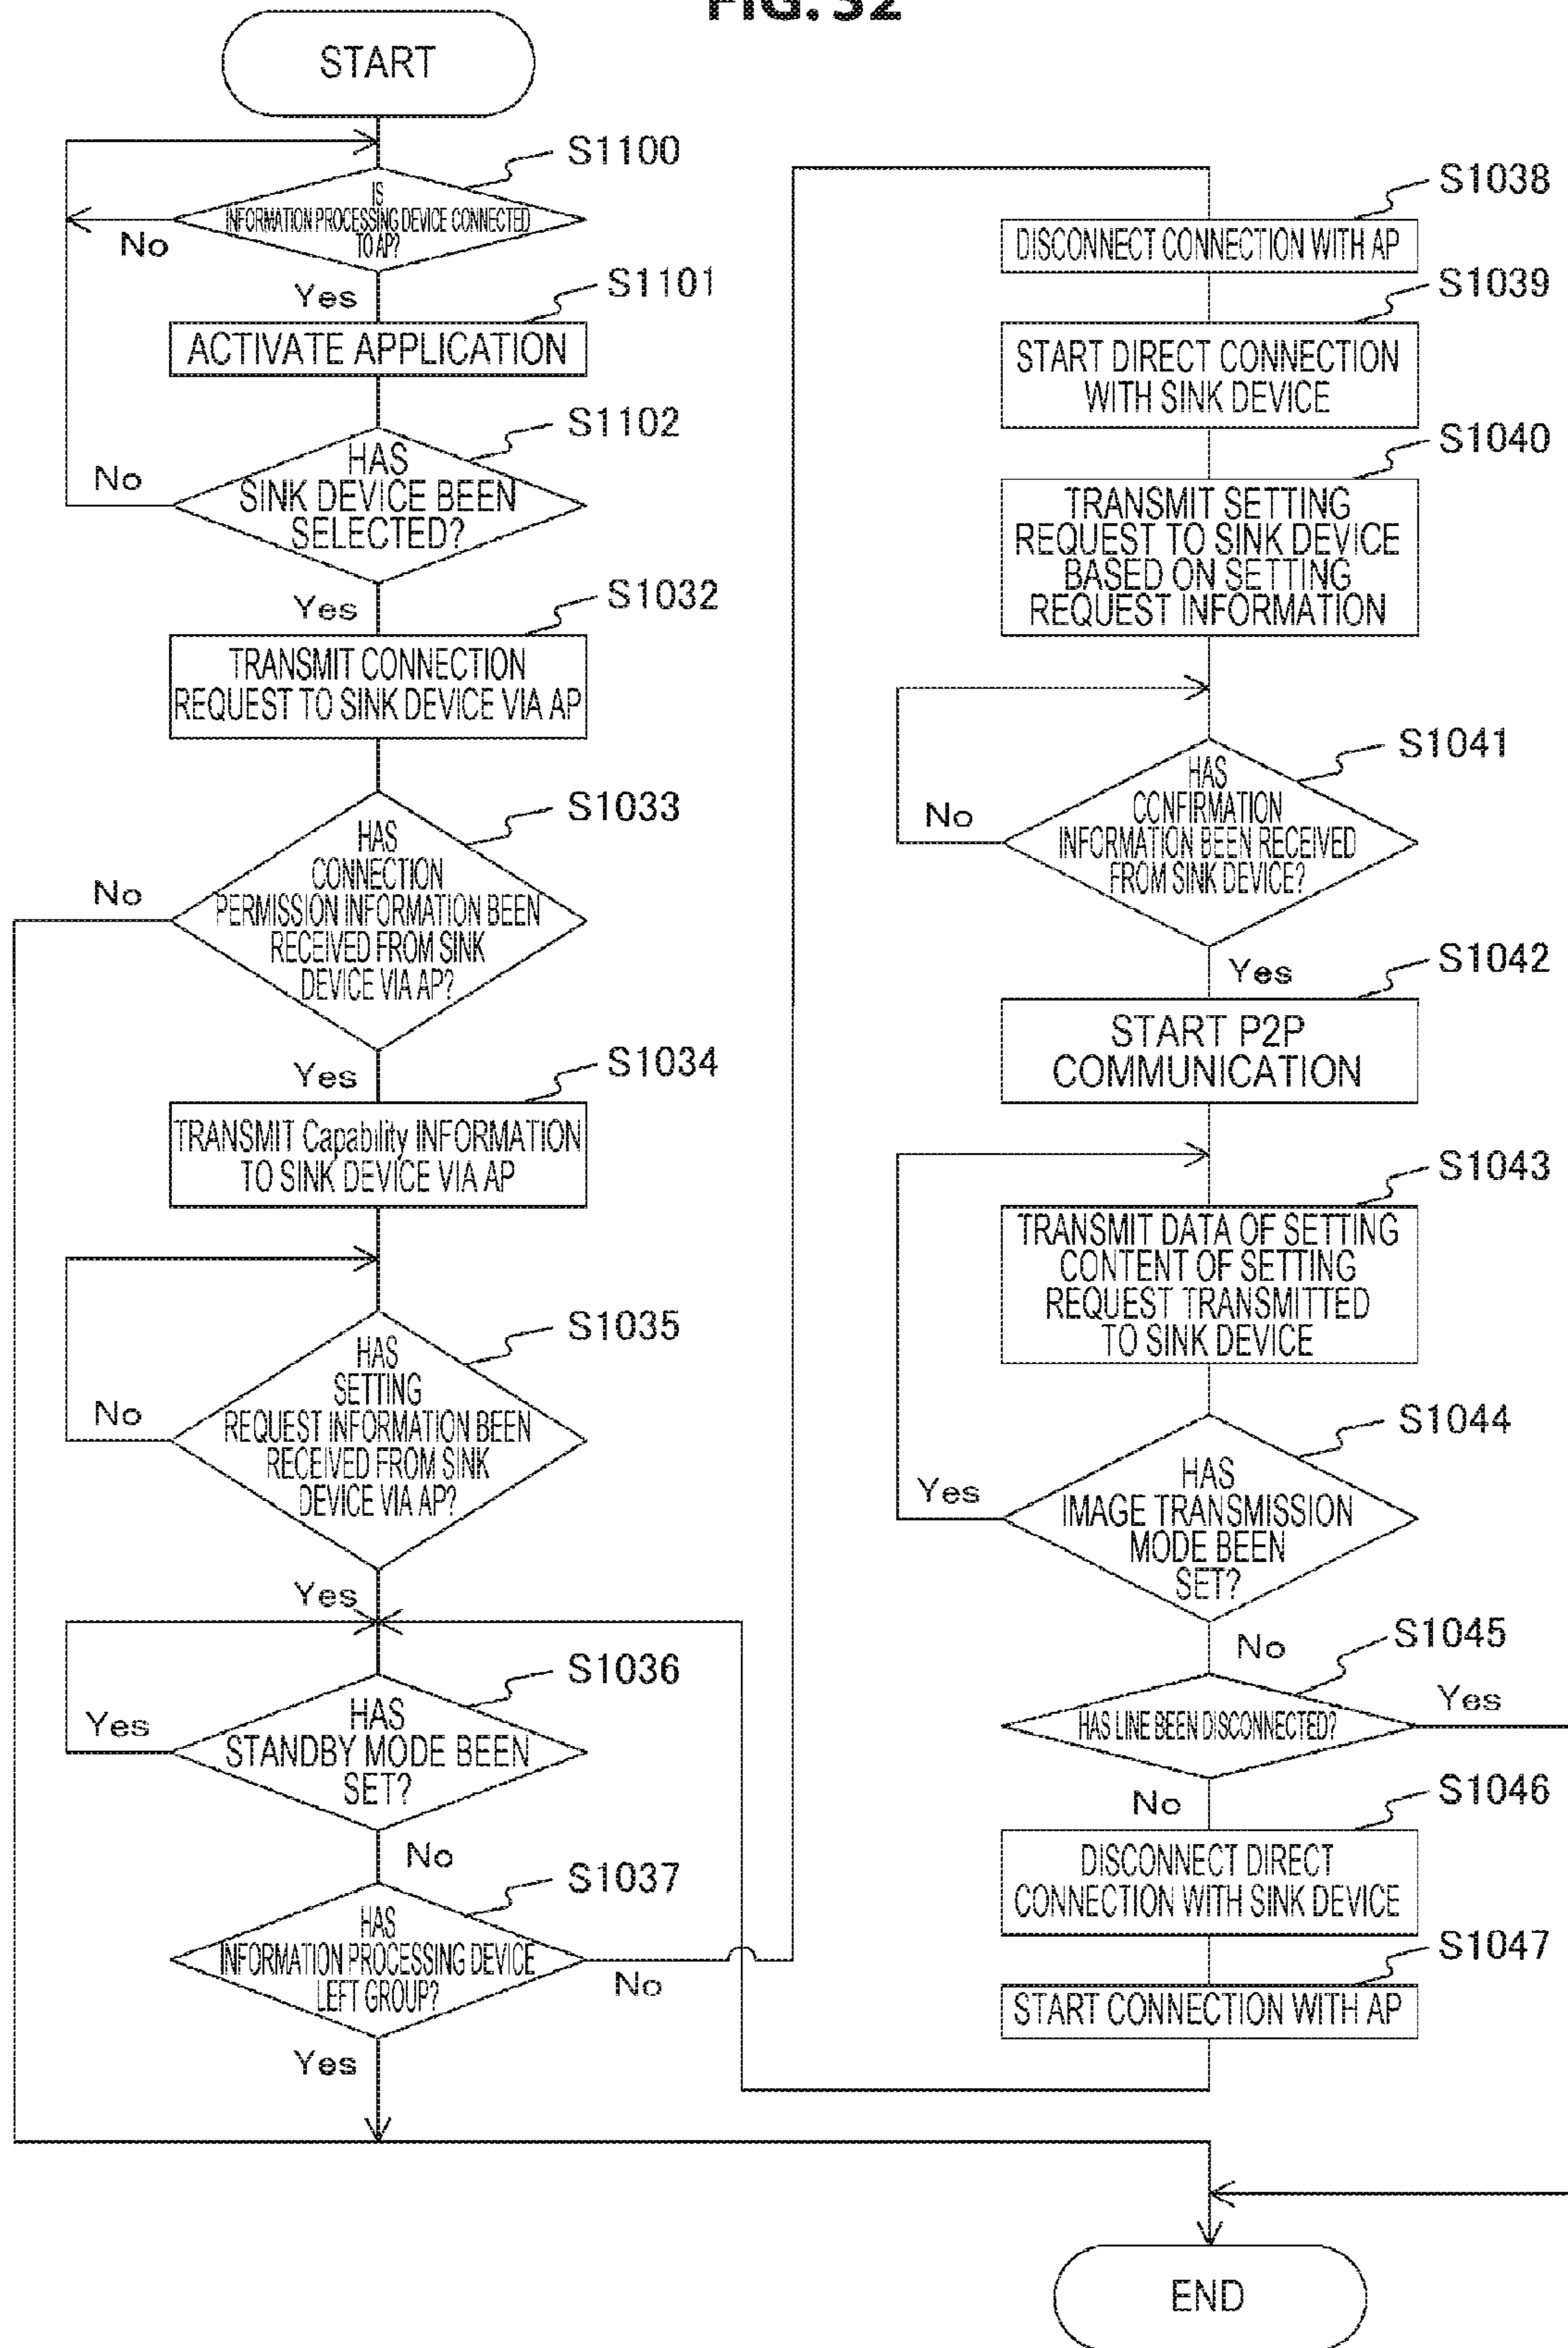 FIG. 32
START
S1100
IS
INFORMATION PROCESSING DEVICE CONNECTED
TO AP?
No
Yes
S1101
ACTIVATE APPLICATION
S1102
HAS
SINK DEVICE BEEN
SELECTED?
No
Yes
S1032
TRANSMIT CONNECTION
REQUEST TO SINK DEVICE VIA AP
S1033
HAS
CONNECTION
PERMISSION INFORMATION BEEN
RECEIVED FROM SINK
DEVICE VIA AP?
No
Yes
S1034
TRANSMIT Capability INFORMATION
TO SINK DEVICE VIA AP
S1035
HAS
SETTING
REQUEST INFORMATION BEEN
RECEIVED FROM SINK
DEVICE VIA AP?
No
Yes
S1036
HAS
STANDBY MODE BEEN
SET?
Yes
No
S1037
HAS
INFORMATION PROCESSING DEVICE
LEFT GROUP?
No
Yes
S1038
DISCONNECT CONNECTION WITH AP
S1039
START DIRECT CONNECTION
WITH SINK DEVICE
S1040
TRANSMIT SETTING
REQUEST TO SINK DEVICE
BASED ON SETTING
REQUEST INFORMATION
S1041
HAS
CONFIRMATION
INFORMATION BEEN RECEIVED
FROM SINK DEVICE?
No
Yes
S1042
START P2P
COMMUNICATION
S1043
TRANSMIT DATA OF SETTING
CONTENT OF SETTING
REQUEST TRANSMITTED
TO SINK DEVICE
S1044
HAS
IMAGE TRANSMISSION
MODE BEEN
SET?
Yes
No
S1045
HAS LINE BEEN DISCONNECTED?
Yes
No
S1046
DISCONNECT DIRECT
CONNECTION WITH SINK DEVICE
S1047
START CONNECTION WITH AP
END